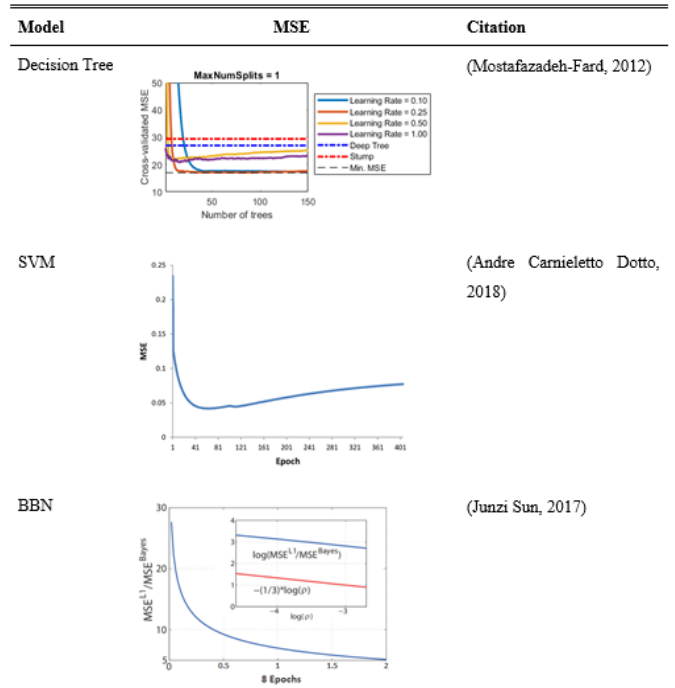 Model MSE Citation
Decision Tree (Mostafazadeh-Fard, 2012)
MaxNumSplits = 1
Cross-validated MSE
50
40
30
20
10
50 100 150
Number of trees
Learning Rate = 0.10
Learning Rate = 0.25
Learning Rate = 0.50
Learning Rate = 1.00
Deep Tree
Stump
Min. MSE
SVM (Andre Carnieletto Dotto,
2018)
MSE
0.25
0.2
0.15
0.1
0.05
0
1 41 81 121 161 201 241 281 321 361 401
Epoch
BBN (Junzi Sun, 2017)
MSE^L1/MSE^Bayes
30
20
10
5
0 0.5 1 1.5 2
8 Epochs
4
3
2
1
0
log(MSE^L1/MSE^Bayes)
−(1/3)*log(ρ)
−4 −3
log(ρ)